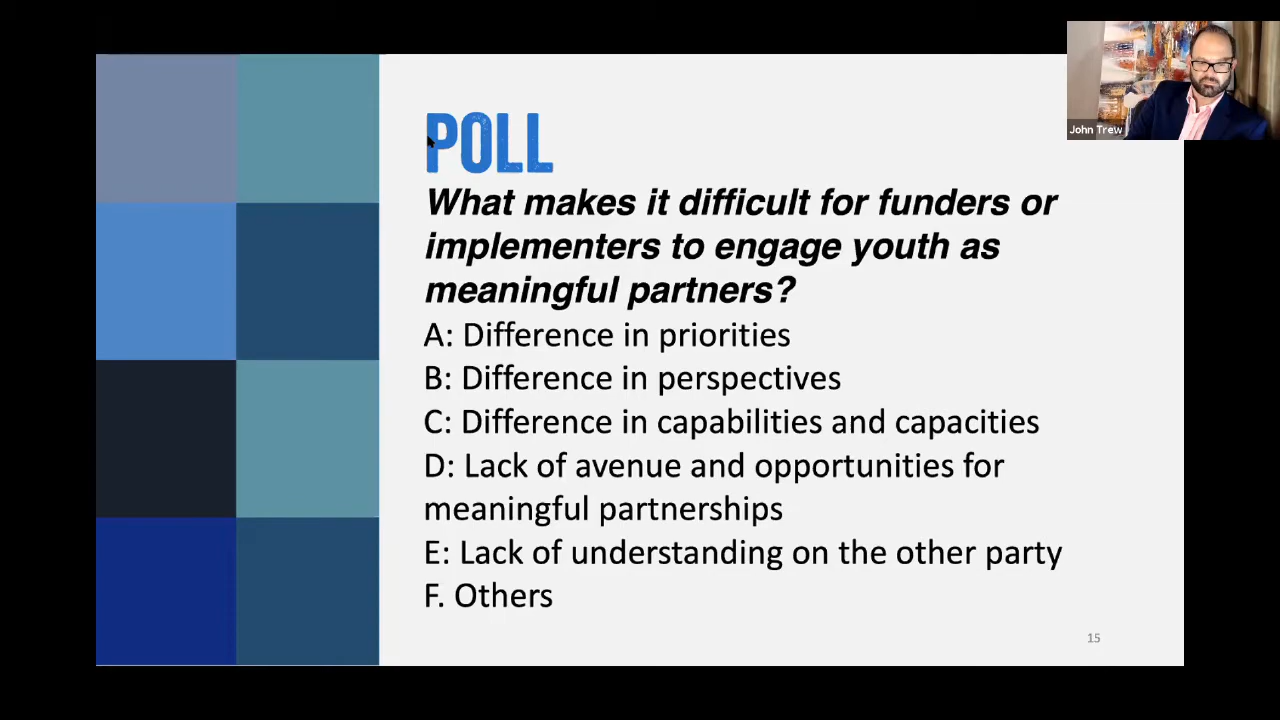 POLL
What makes it difficult for funders or
implementers to engage youth as
meaningful partners?
A: Difference in priorities
B: Difference in perspectives
C: Difference in capabilities and capacities
D: Lack of avenue and opportunities for
meaningful partnerships
E: Lack of understanding on the other party
F. Others
15
John Trew